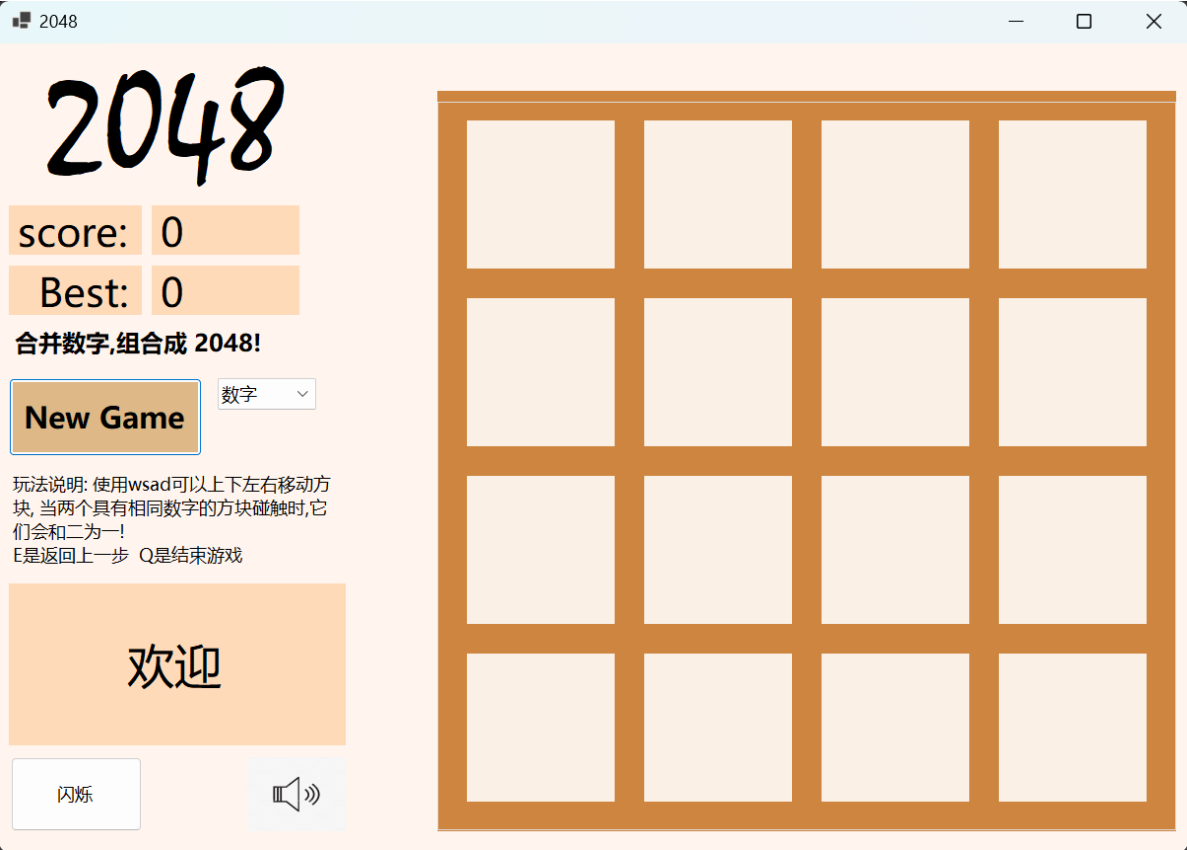 2048
2048
score: 0
Best: 0
合并数字,组合成 2048!
New Game
数字
玩法说明: 使用wsad可以上下左右移动方
块, 当两个具有相同数字的方块碰触时,它
们会和二为一!
E是返回上一步  Q是结束游戏
欢迎
闪烁